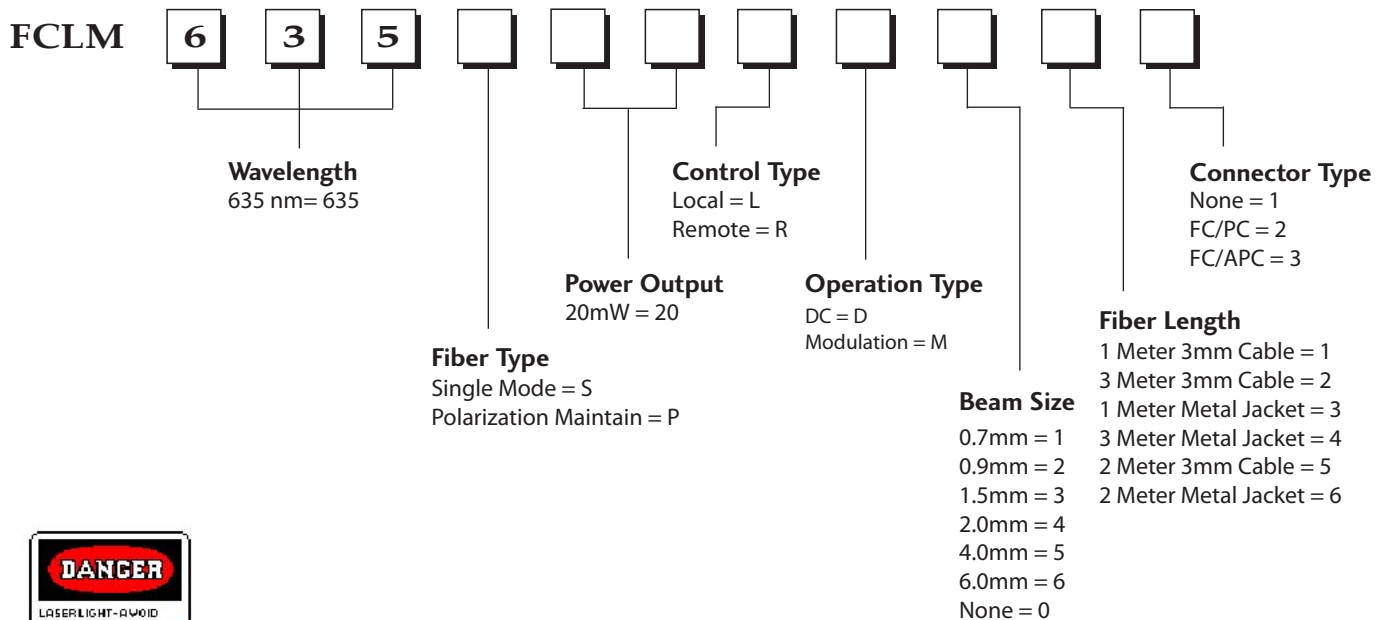 FCLM 6 3 5
Wavelength
635 nm= 635
Fiber Type
Single Mode = S
Polarization Maintain = P
Power Output
20mW = 20
Control Type
Local = L
Remote = R
Operation Type
DC = D
Modulation = M
Beam Size
0.7mm = 1
0.9mm = 2
1.5mm = 3
2.0mm = 4
4.0mm = 5
6.0mm = 6
None = 0
Fiber Length
1 Meter 3mm Cable = 1
3 Meter 3mm Cable = 2
1 Meter Metal Jacket = 3
3 Meter Metal Jacket = 4
2 Meter 3mm Cable = 5
2 Meter Metal Jacket = 6
Connector Type
None = 1
FC/PC = 2
FC/APC = 3
DANGER
LASERLIGHT-AVOID